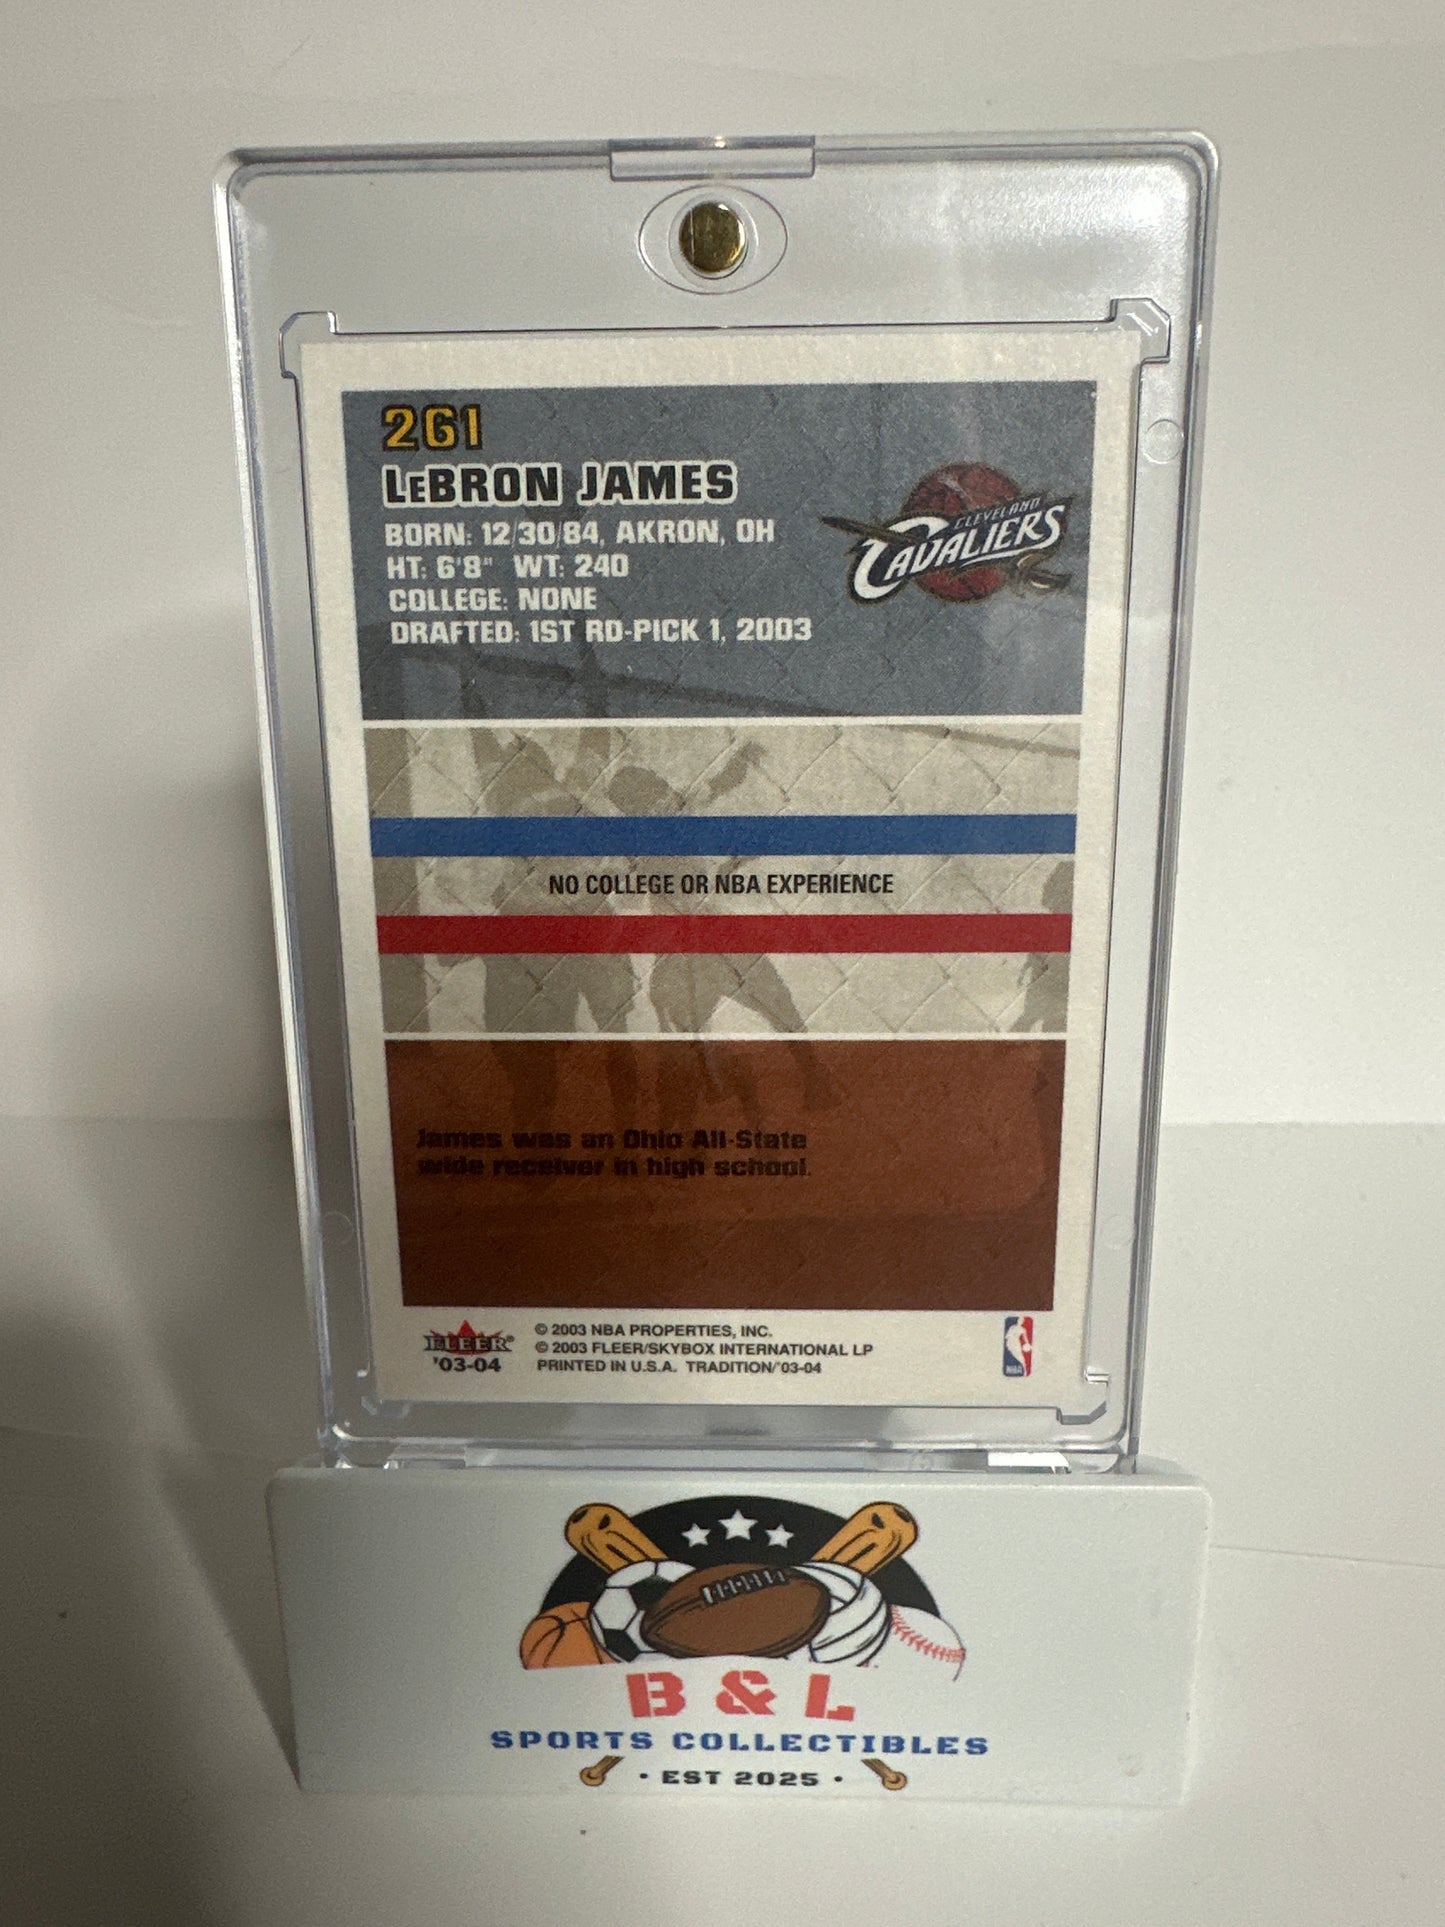 261
LeBRON JAMES
BORN: 12/30/84, AKRON, OH
HT: 6'8" WT: 240
COLLEGE: NONE
DRAFTED: 1ST RD-PICK 1, 2003
CLEVELAND
CAVALIERS
NO COLLEGE OR NBA EXPERIENCE
James was an Ohio All-State
wide receiver in high school.
FLEER®
'03-04
© 2003 NBA PROPERTIES, INC.
© 2003 FLEER/SKYBOX INTERNATIONAL LP
PRINTED IN U.S.A. TRADITION/'03-04
NBA
B & L
SPORTS COLLECTIBLES
• EST 2025 •